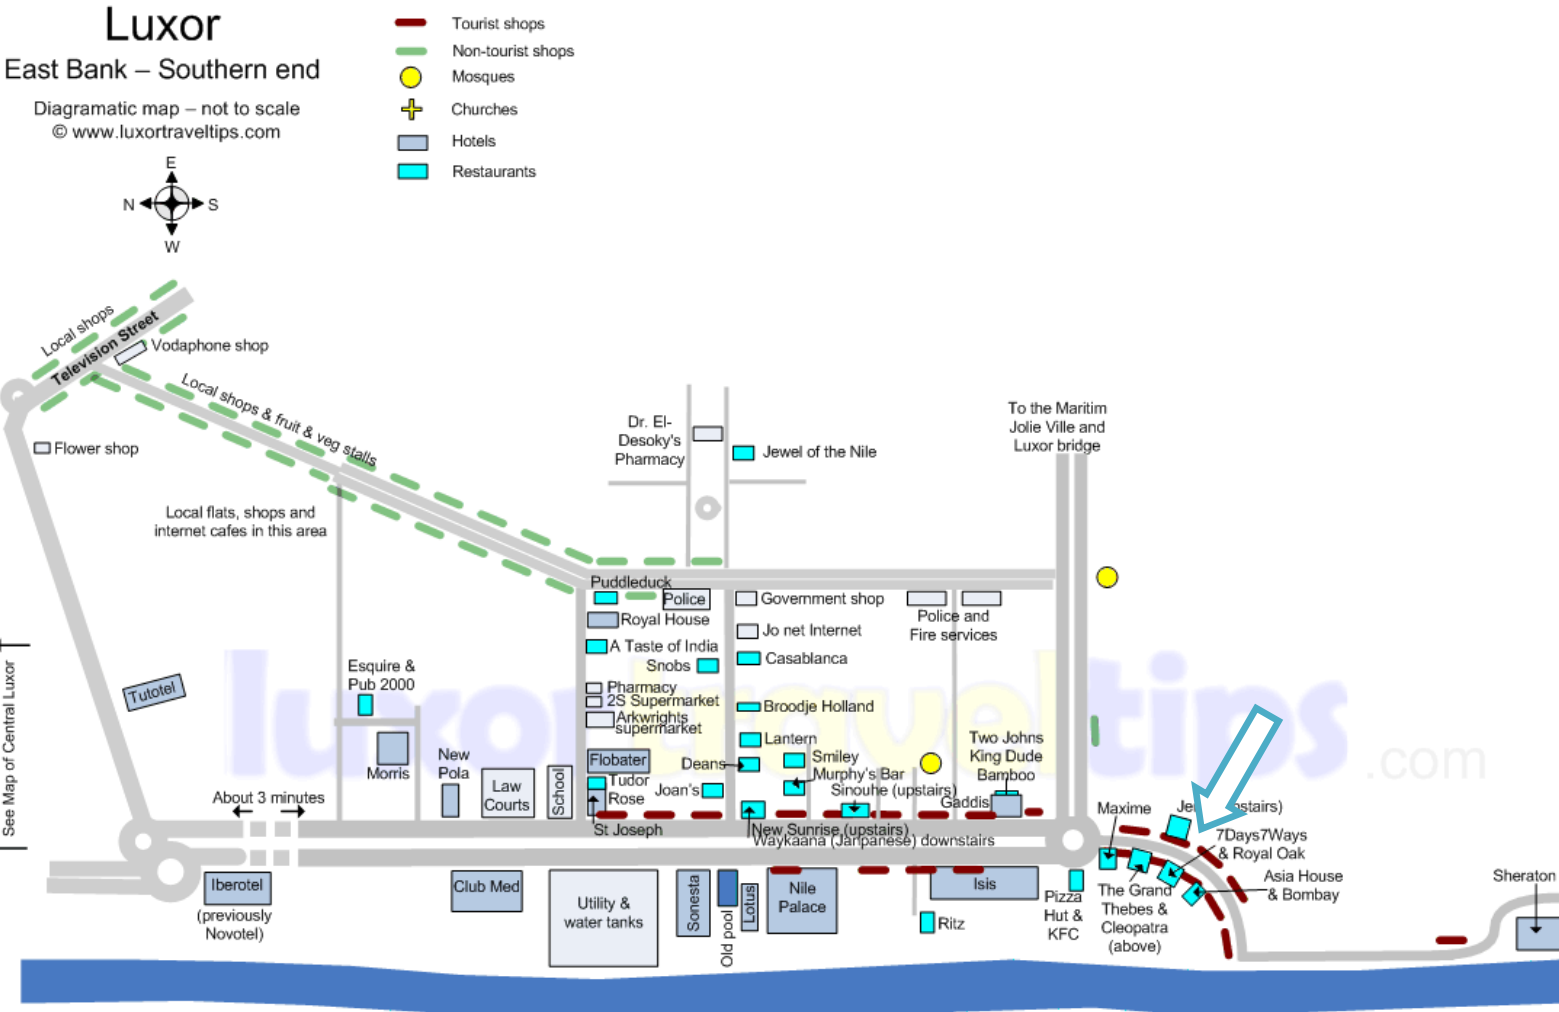 Luxor
East Bank – Southern end
Diagramatic map – not to scale
© www.luxortraveltips.com
E
N
S
W
Tourist shops
Non-tourist shops
Mosques
Churches
Hotels
Restaurants
Local shops
Television Street
Vodaphone shop
Local shops & fruit & veg stalls
Flower shop
Local flats, shops and
internet cafes in this area
Dr. El-
Desoky's
Pharmacy
Jewel of the Nile
To the Maritim
Jolie Ville and
Luxor bridge
Puddleduck
Police
Royal House
A Taste of India
Snobs
Pharmacy
2S Supermarket
Arkwrights
supermarket
Flobater
Tudor
Rose
Joan's
St Joseph
Government shop
Jo net Internet
Casablanca
Broodje Holland
Lantern
Deans
Smiley
Murphy's Bar
Sinouhe (upstairs)
New Sunrise (upstairs)
Waykaana (Janpanese) downstairs
Police and
Fire services
Two Johns
King Dude
Bamboo
Gaddis
Tutotel
Esquire &
Pub 2000
Morris
New
Pola
Law
Courts
School
About 3 minutes
See Map of Central Luxor
Iberotel
(previously
Novotel)
Club Med
Utility &
water tanks
Sonesta
Old pool
Lotus
Nile
Palace
Isis
Ritz
Pizza
Hut &
KFC
Maxime
The Grand
Thebes &
Cleopatra
(above)
7Days7Ways
& Royal Oak
Asia House
& Bombay
Sheraton
luxortraveltips.com